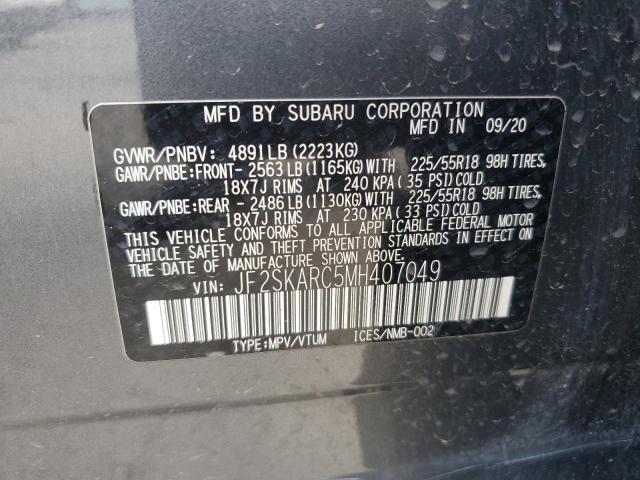 MFD BY SUBARU CORPORATION
MFD IN 09/20
GVWR/PNBV: 4891LB(2223KG)
GAWR/PNBE:FRONT- 2563LB(1165KG)WITH 225/55R18 98H TIRES,
18X7J RIMS AT 240 KPA(35 PSI)COLD
GAWR/PNBE:REAR - 2486LB(1130KG)WITH 225/55R18 98H TIRES,
18X7J RIMS AT 230 KPA(33 PSI)COLD
THIS VEHICLE CONFORMS TO ALL APPLICABLE FEDERAL MOTOR
VEHICLE SAFETY AND THEFT PREVENTION STANDARDS IN EFFECT ON
THE DATE OF MANUFACTURE SHOWN ABOVE.
VIN: JF2SKARC5MH407049
TYPE:MPV/VTUM ICES/NMB-002